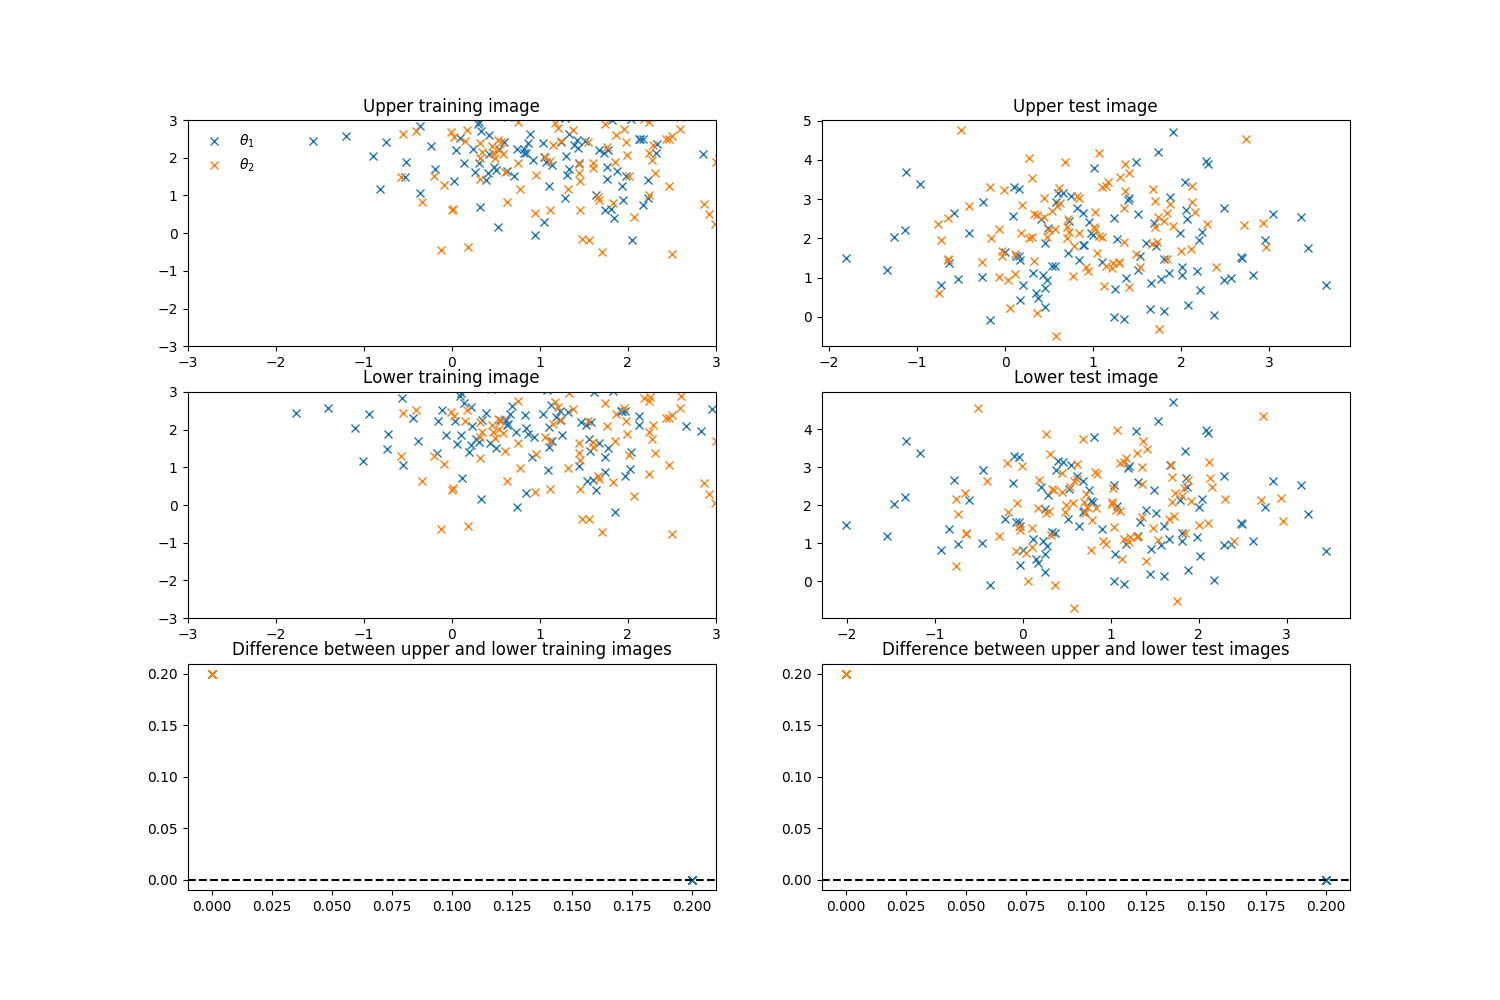 Upper training image
3
2
1
0
−1
−2
−3
θ₁
θ₂
−3 −2 −1 0 1 2 3
Upper test image
5
4
3
2
1
0
−2 −1 0 1 2 3
Lower training image
3
2
1
0
−1
−2
−3
−3 −2 −1 0 1 2 3
Lower test image
4
3
2
1
0
−2 −1 0 1 2 3
Difference between upper and lower training images
0.20
0.15
0.10
0.05
0.00
0.000 0.025 0.050 0.075 0.100 0.125 0.150 0.175 0.200
Difference between upper and lower test images
0.20
0.15
0.10
0.05
0.00
0.000 0.025 0.050 0.075 0.100 0.125 0.150 0.175 0.200